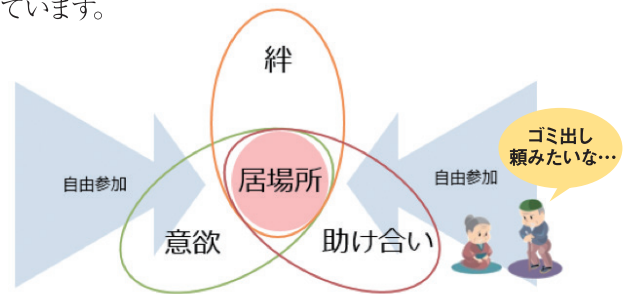 ています。
絆
ゴミ出し
頼みたいな…
自由参加
居場所
自由参加
意欲
助け合い